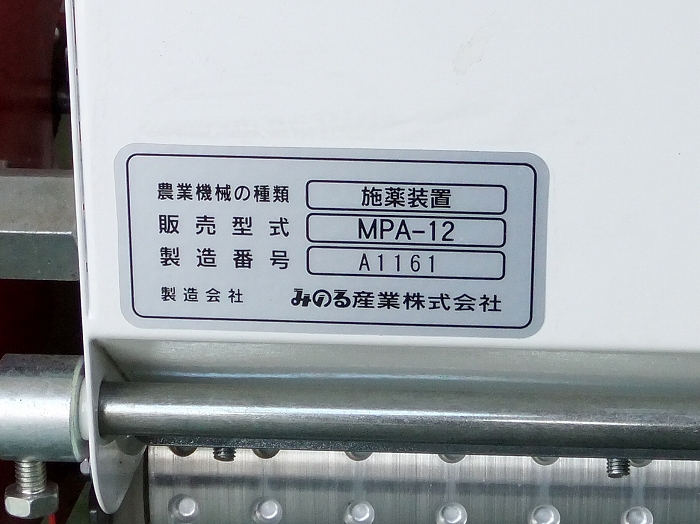 農業機械の種類 施薬装置
販売型式 MPA-12
製造番号 A1161
製造会社 みのる産業株式会社